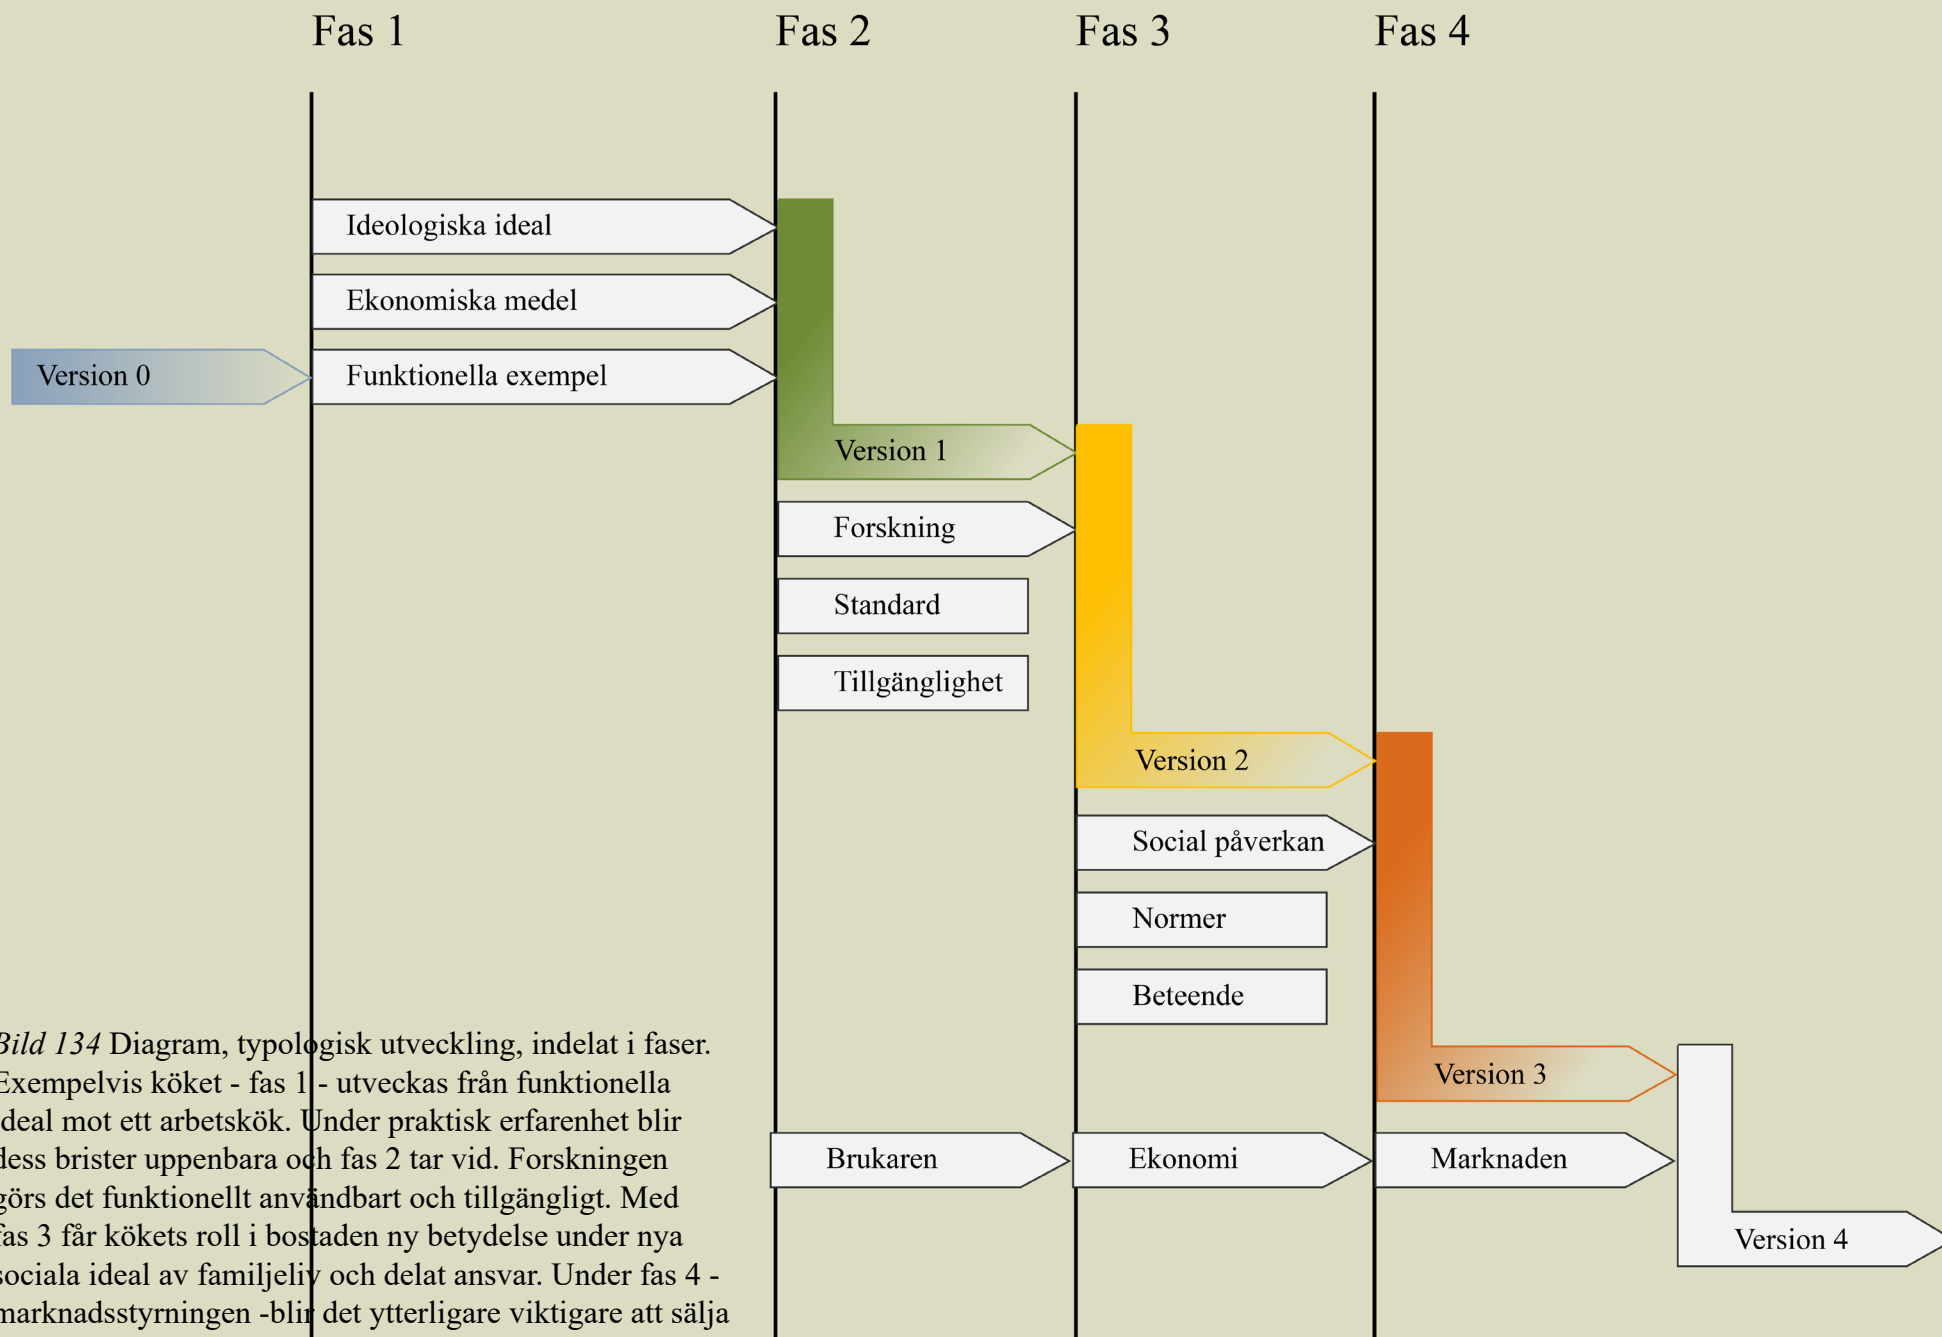 Fas 1
Fas 2
Fas 3
Fas 4
Ideologiska ideal
Ekonomiska medel
Version 0
Funktionella exempel
Version 1
Forskning
Standard
Tillgänglighet
Version 2
Social påverkan
Normer
Beteende
Version 3
Brukaren
Ekonomi
Marknaden
Version 4
Bild 134 Diagram, typologisk utveckling, indelat i faser.
Exempelvis köket - fas 1 - utveckas från funktionella
ideal mot ett arbetskök. Under praktisk erfarenhet blir
dess brister uppenbara och fas 2 tar vid. Forskningen
görs det funktionellt användbart och tillgängligt. Med
fas 3 får kökets roll i bostaden ny betydelse under nya
sociala ideal av familjeliv och delat ansvar. Under fas 4 -
marknadsstyrningen -blir det ytterligare viktigare att sälja